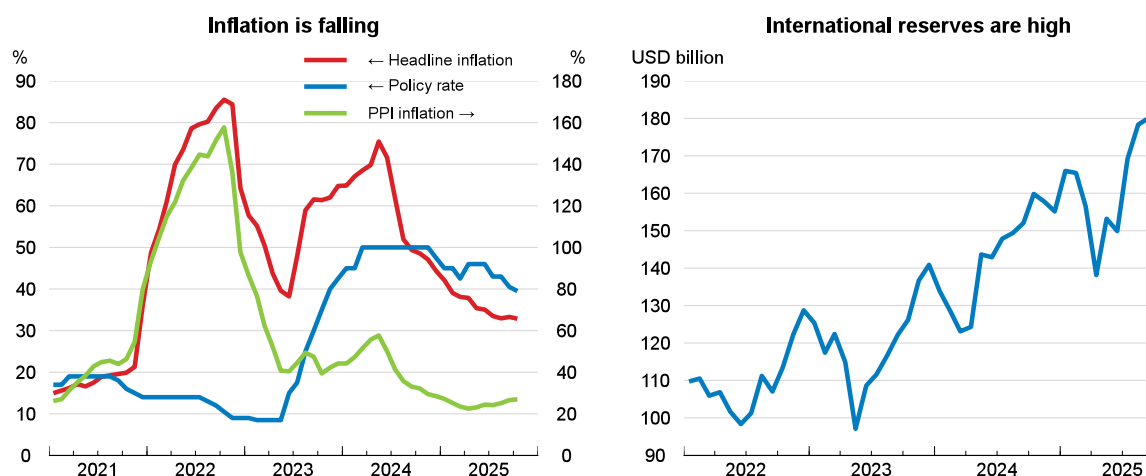 Inflation is falling
% %
← Headline inflation
← Policy rate
PPI inflation →
90 180
80 160
70 140
60 120
50 100
40 80
30 60
20 40
10 20
0 0
2021 2022 2023 2024 2025
International reserves are high
USD billion
190
180
170
160
150
140
130
120
110
100
90
2022 2023 2024 2025